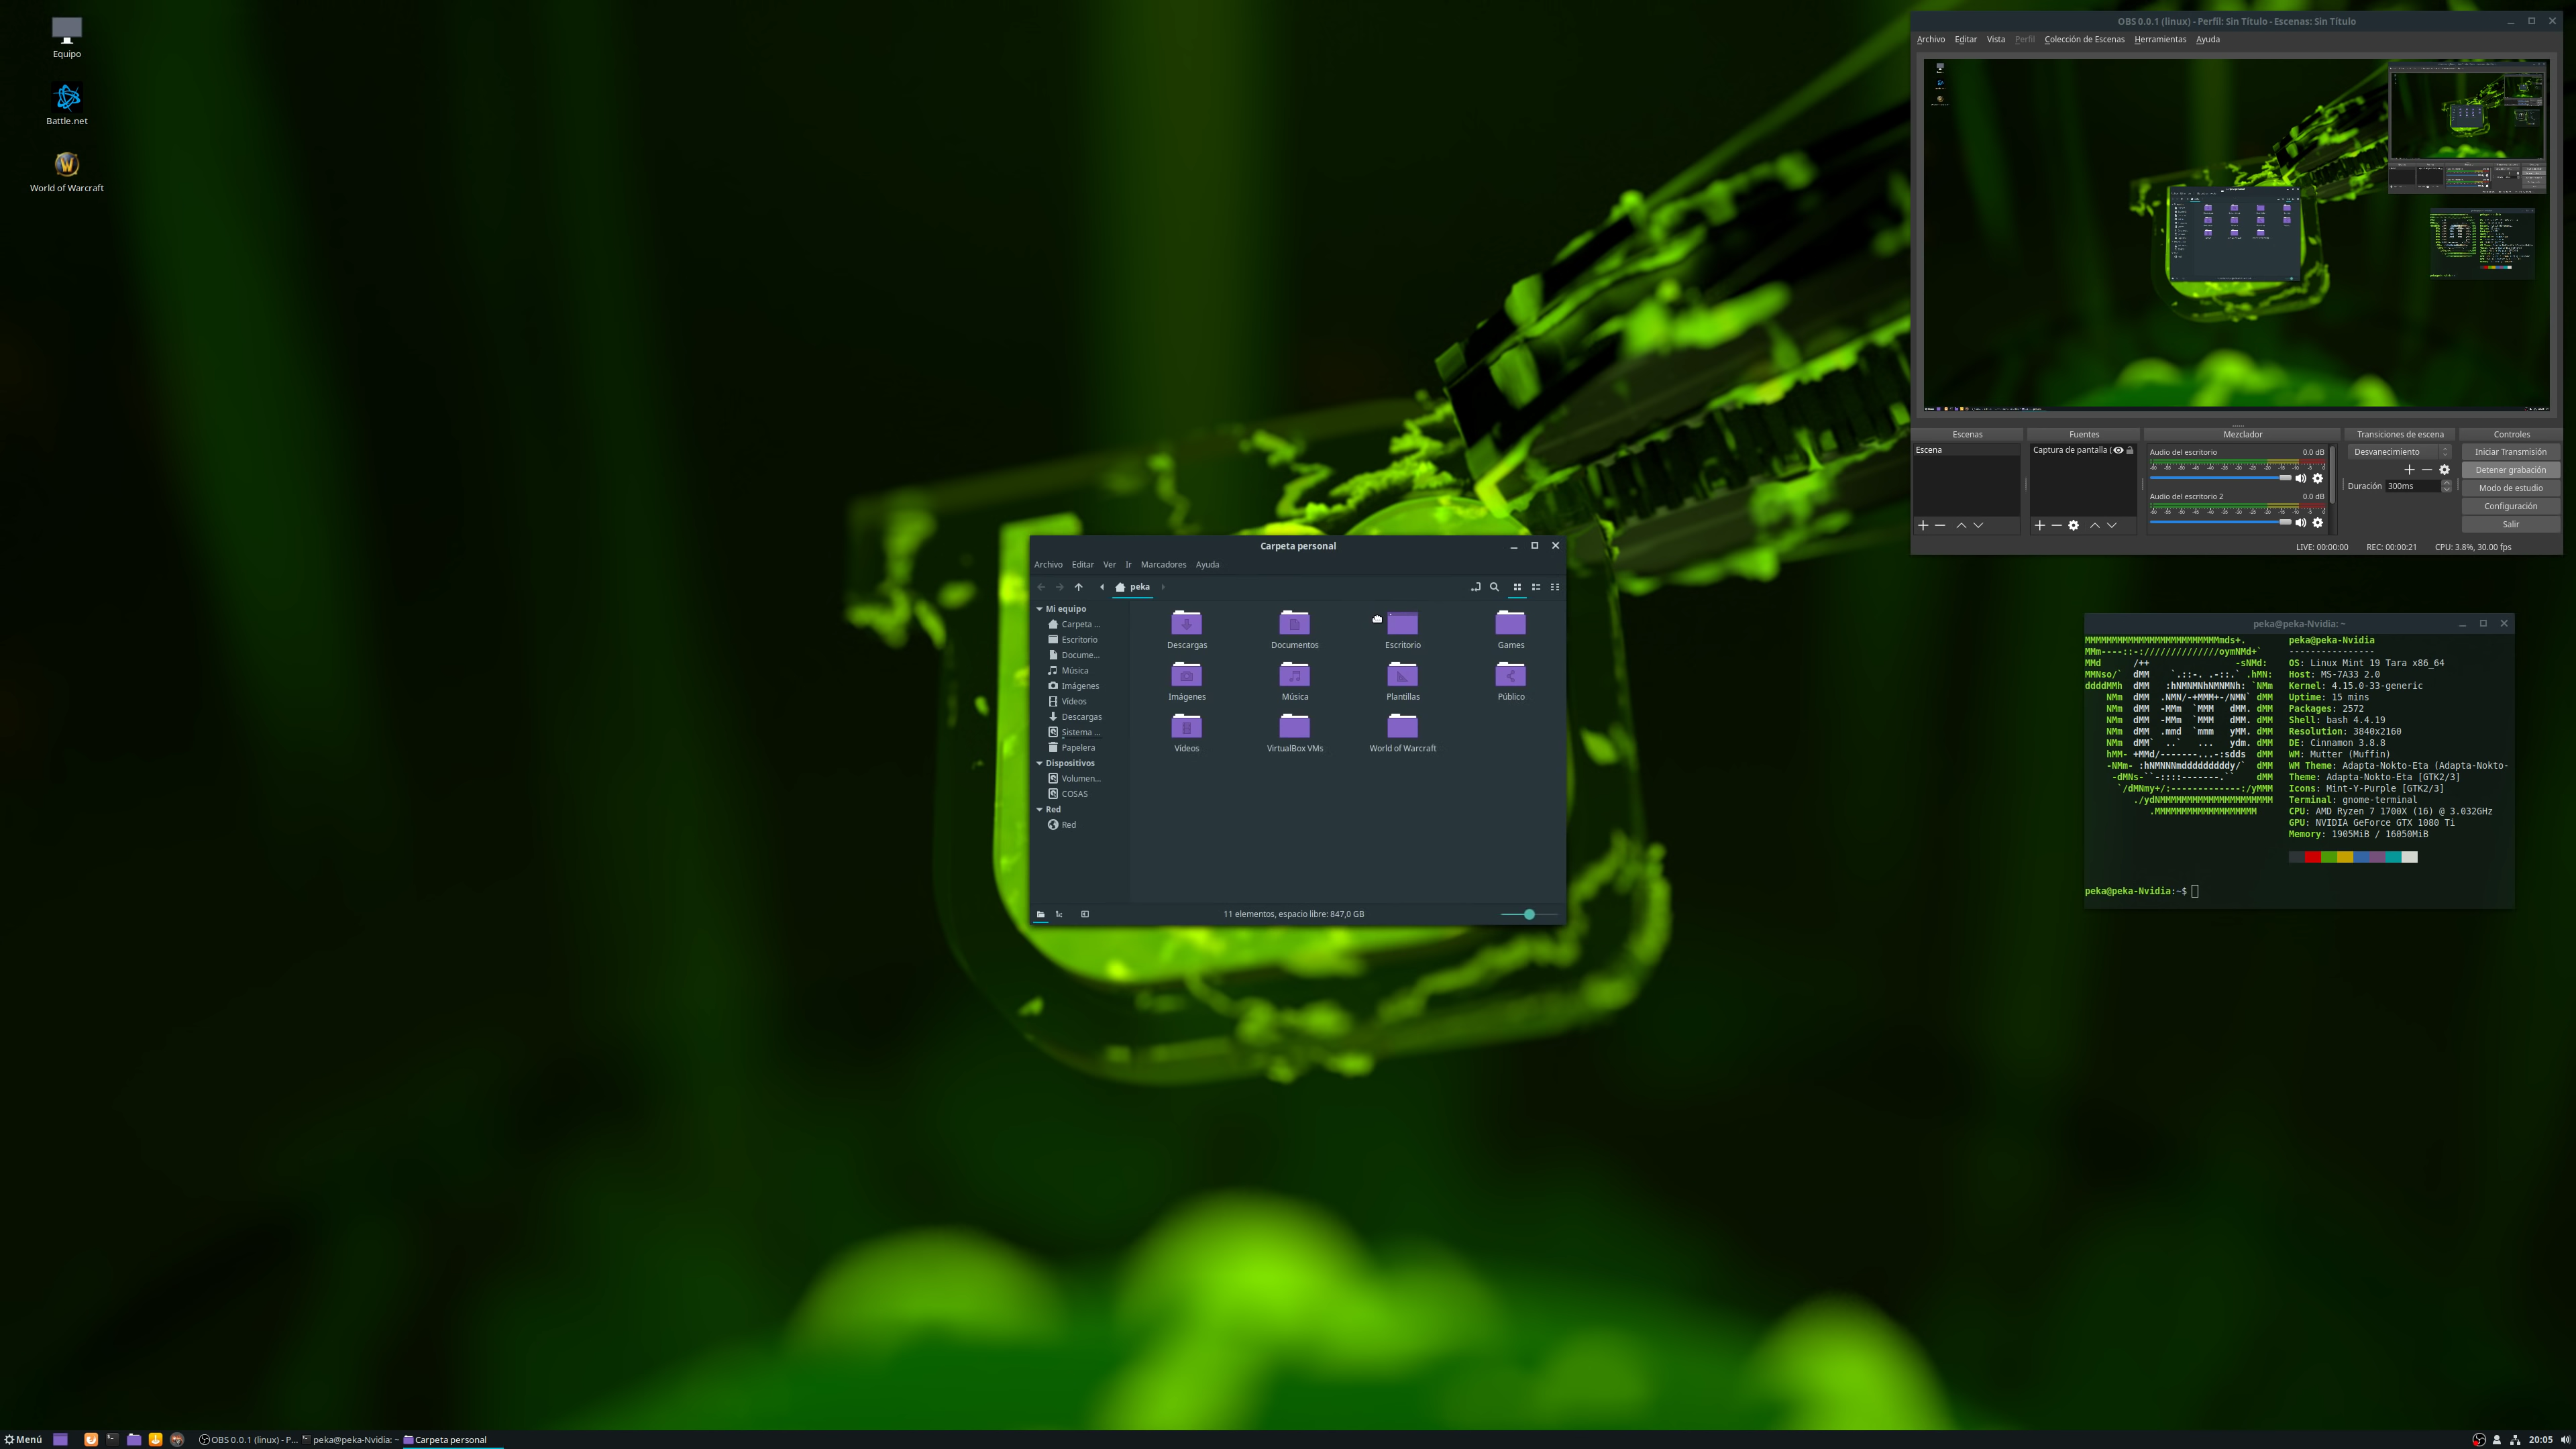 Equipo
Battle.net
World of Warcraft
OBS 0.0.1 (linux) - Perfil: Sin Título - Escenas: Sin Título
Archivo Editar Vista Perfil Colección de Escenas Herramientas Ayuda
Escenas Fuentes Mezclador Transiciones de escena Controles
Escena
Captura de pantalla (
Audio del escritorio 0.0 dB
Audio del escritorio 2 0.0 dB
Desvanecimiento
Duración 300ms
Iniciar Transmisión
Detener grabación
Modo de estudio
Configuración
Salir
LIVE: 00:00:00 REC: 00:00:21 CPU: 3.8%, 30.00 fps
Carpeta personal
Archivo Editar Ver Ir Marcadores Ayuda
peka
Mi equipo
Carpeta ...
Escritorio
Docume...
Música
Imágenes
Vídeos
Descargas
Sistema ...
Papelera
Dispositivos
Volumen...
COSAS
Red
Red
Descargas Documentos Escritorio Games
Imágenes Música Plantillas Público
Vídeos VirtualBox VMs World of Warcraft
11 elementos, espacio libre: 847,0 GB
peka@peka-Nvidia: ~
peka@peka-Nvidia
----------------
OS: Linux Mint 19 Tara x86_64
Host: MS-7A33 2.0
Kernel: 4.15.0-33-generic
Uptime: 15 mins
Packages: 2572
Shell: bash 4.4.19
Resolution: 3840x2160
DE: Cinnamon 3.8.8
WM: Mutter (Muffin)
WM Theme: Adapta-Nokto-Eta (Adapta-Nokto-
Theme: Adapta-Nokto-Eta [GTK2/3]
Icons: Mint-Y-Purple [GTK2/3]
Terminal: gnome-terminal
CPU: AMD Ryzen 7 1700X (16) @ 3.032GHz
GPU: NVIDIA GeForce GTX 1080 Ti
Memory: 1905MiB / 16050MiB
peka@peka-Nvidia:~$
Menú OBS 0.0.1 (linux) - P... peka@peka-Nvidia: ~ Carpeta personal 20:05